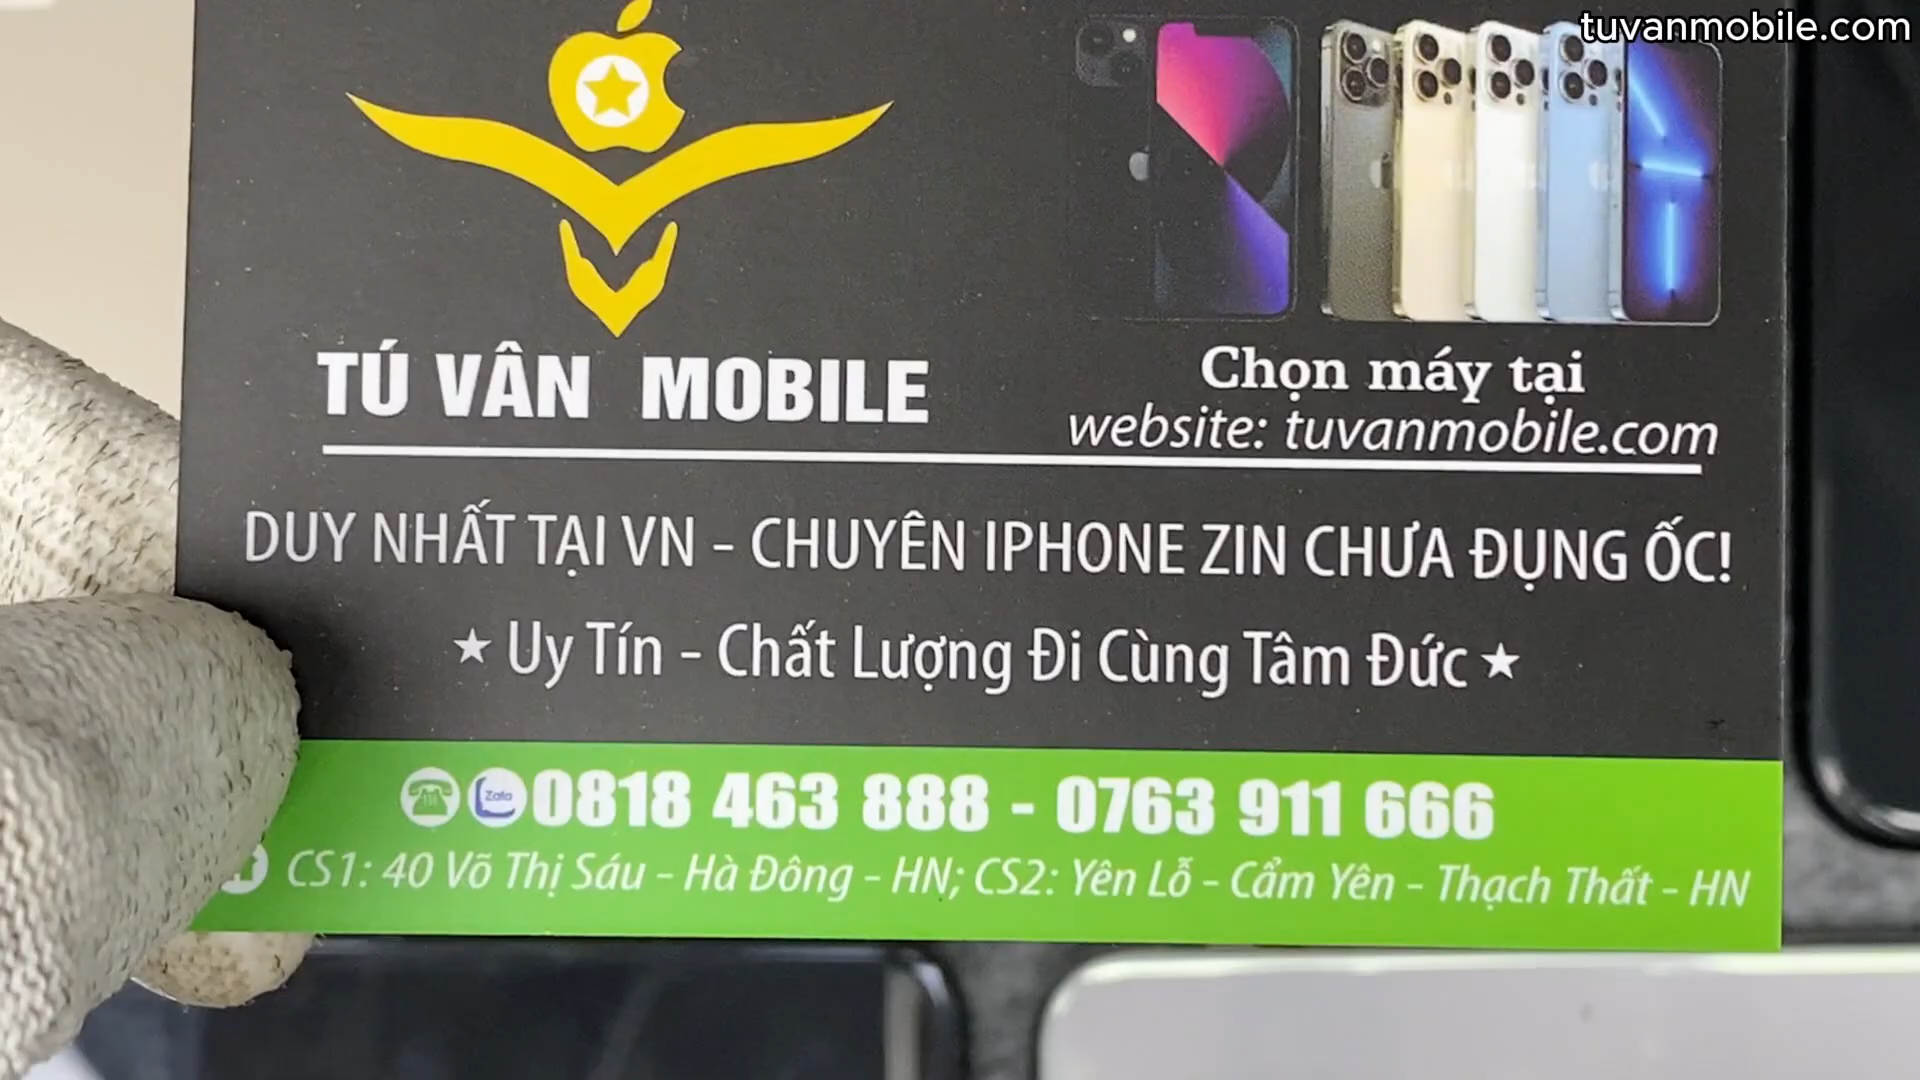 tuvanmobile.com
TÚ VÂN MOBILE
Chọn máy tại
website: tuvanmobile.com
DUY NHẤT TẠI VN - CHUYÊN IPHONE ZIN CHƯA ĐỤNG ỐC!
★ Uy Tín - Chất Lượng Đi Cùng Tâm Đức ★
Zalo 0818 463 888 - 0763 911 666
CS1: 40 Võ Thị Sáu - Hà Đông - HN; CS2: Yên Lỗ - Cẩm Yên - Thạch Thất - HN